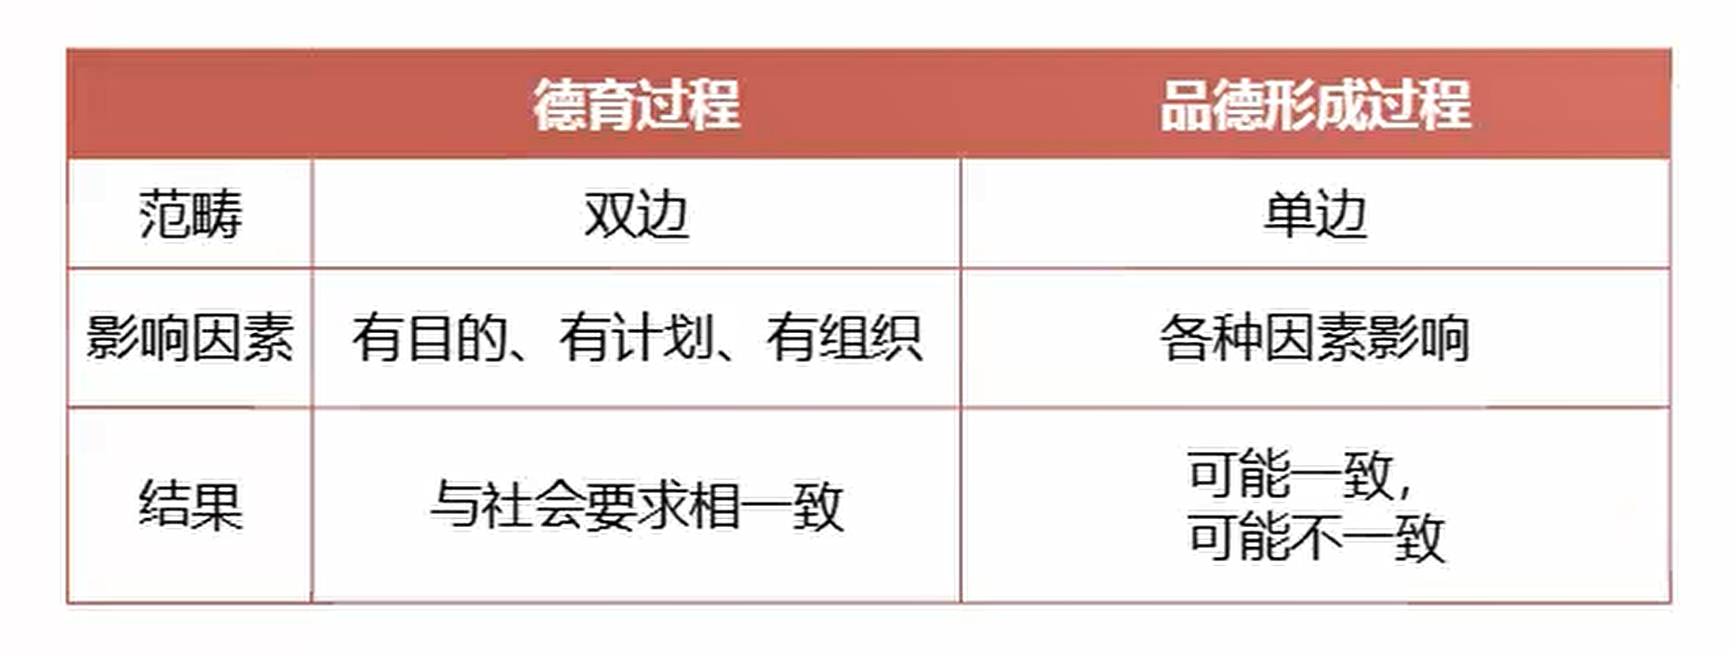 德育过程 品德形成过程
范畴 双边 单边
影响因素 有目的、有计划、有组织 各种因素影响
结果 与社会要求相一致 可能一致，
可能不一致